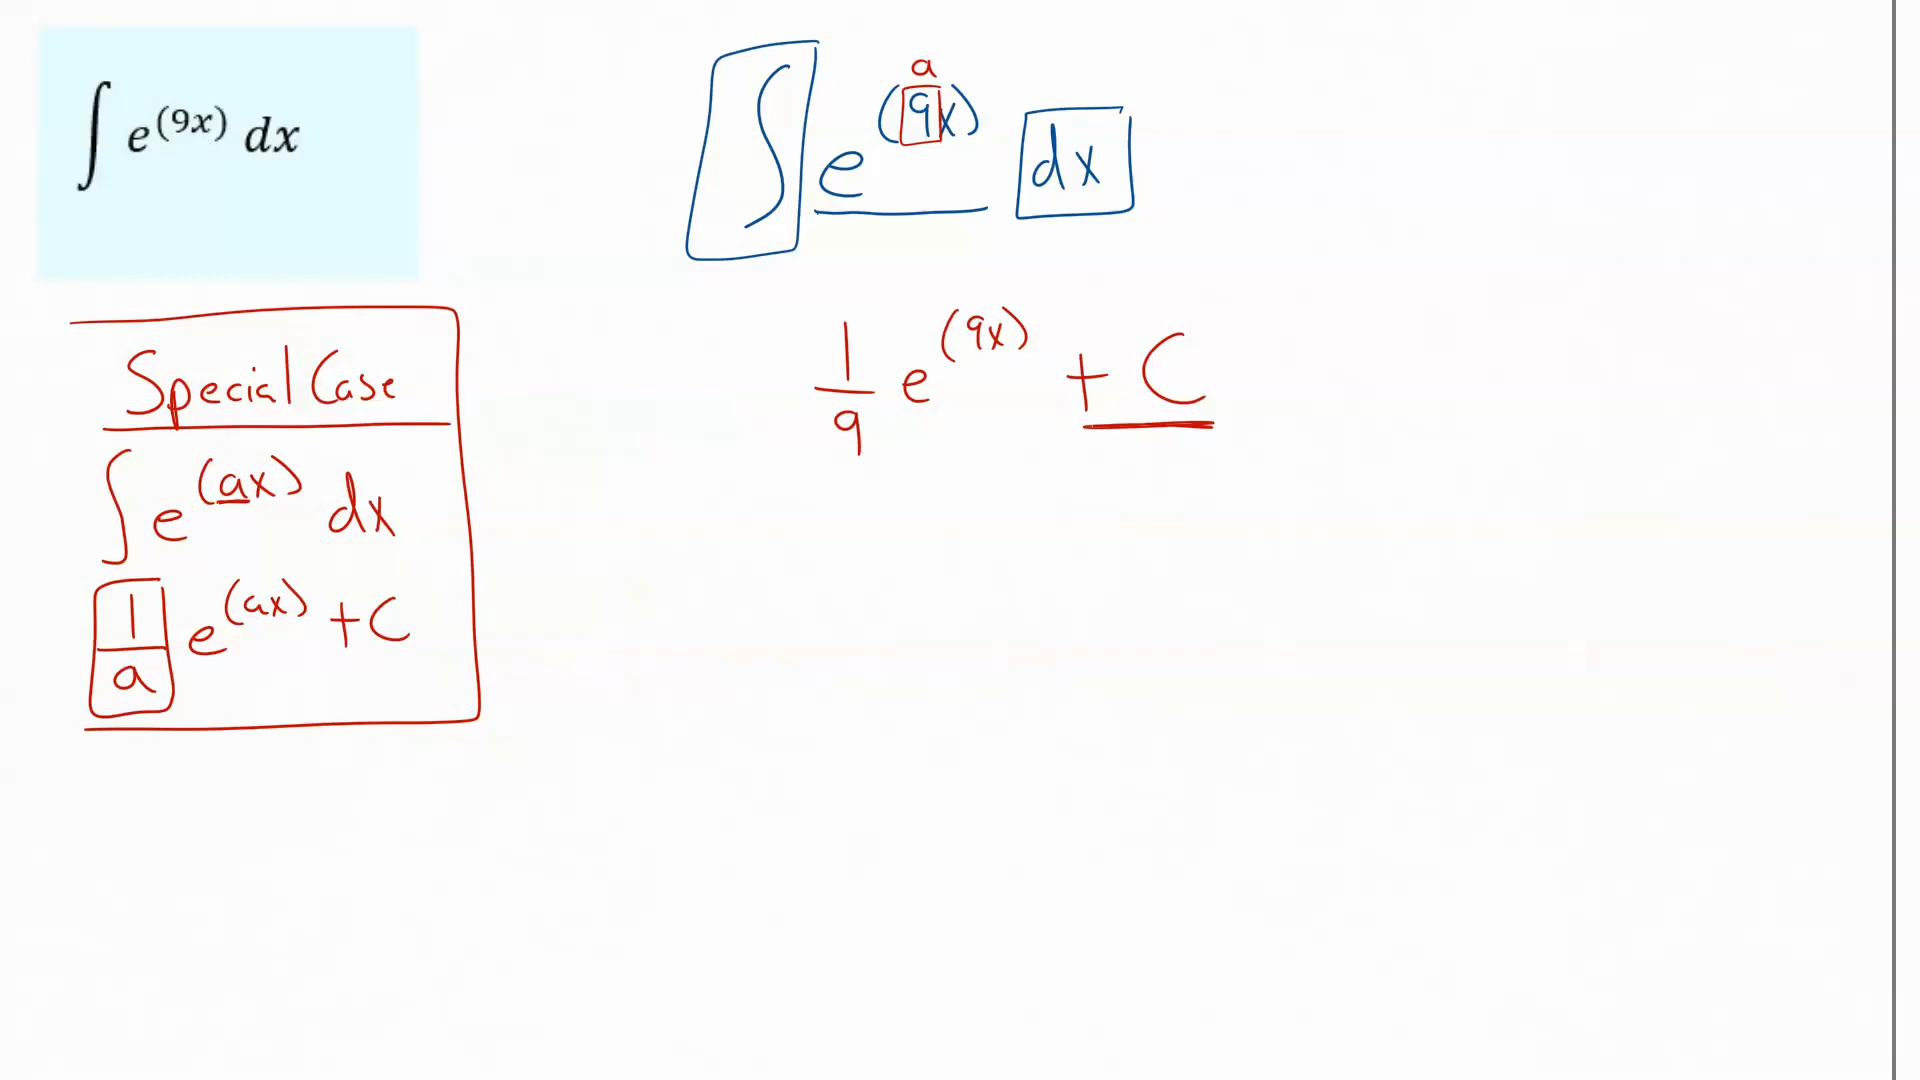 ∫ e^(9x) dx
a
∫ e^(9x) dx
1/9 e^(9x) + C
Special Case
∫ e^(ax) dx
1/a e^(ax) + C